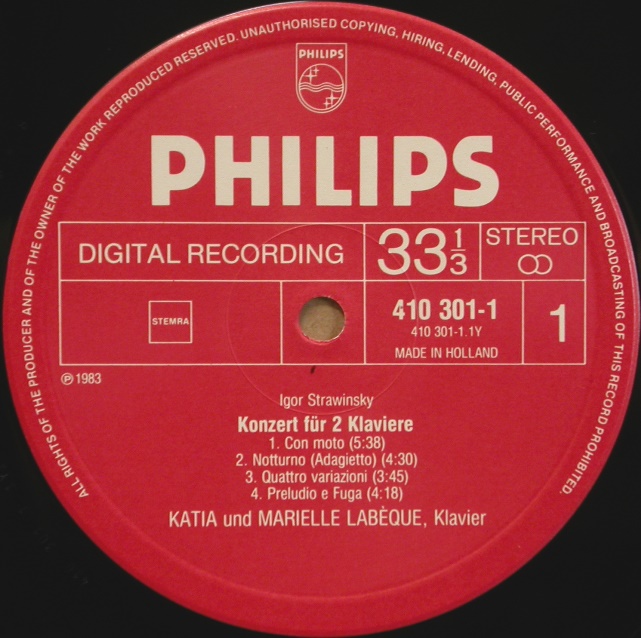 ALL RIGHTS OF THE PRODUCER AND OF THE OWNER OF THE WORK REPRODUCED RESERVED. UNAUTHORISED COPYING, HIRING, LENDING, PUBLIC PERFORMANCE AND BROADCASTING OF THIS RECORD PROHIBITED.
PHILIPS
PHILIPS
DIGITAL RECORDING
33 1/3
STEREO
STEMRA
410 301-1
410 301-1.1Y
MADE IN HOLLAND
1
℗ 1983
Igor Strawinsky
Konzert für 2 Klaviere
1. Con moto (5:38)
2. Notturno (Adagietto) (4:30)
3. Quattro variazioni (3:45)
4. Preludio e Fuga (4:18)
KATIA und MARIELLE LABÈQUE, Klavier